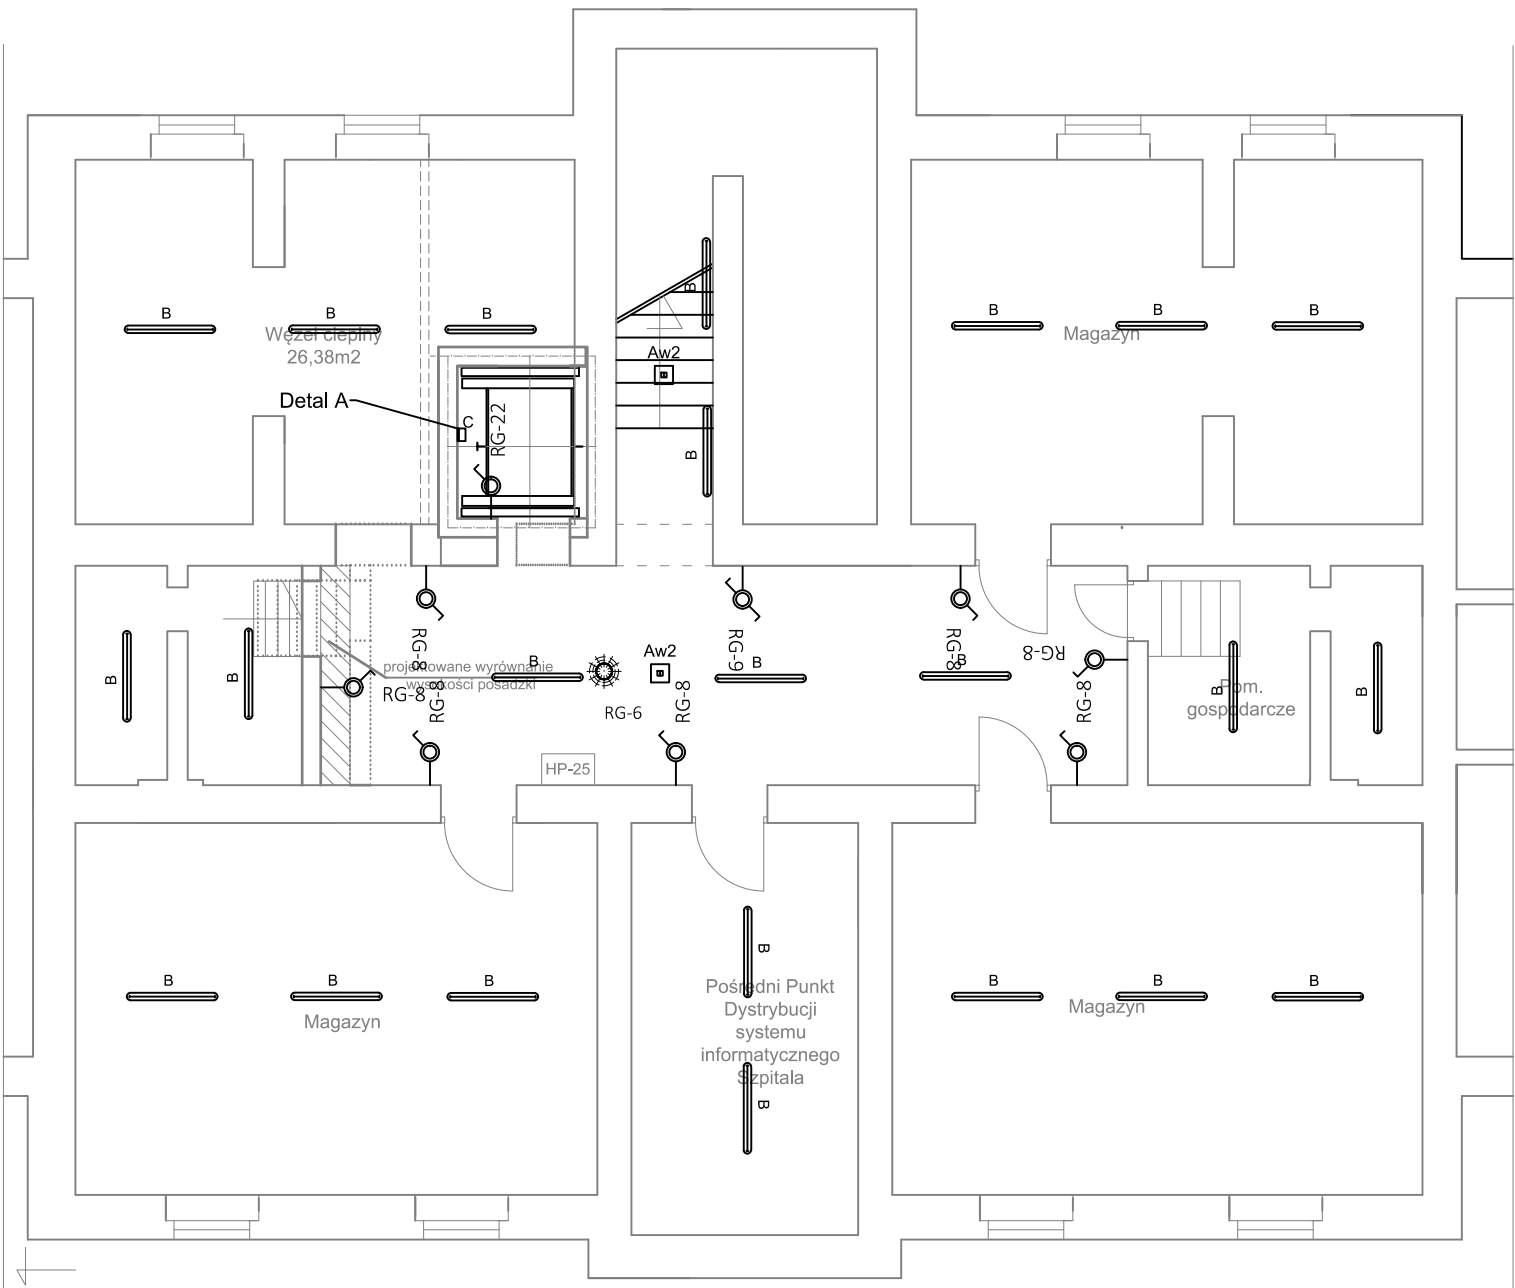 B
B
B
Węzeł cieplny
26,38m2
Detal A
C
RG-22
B
Aw2
B
B
B
B
Magazyn
B
B
RG-8
projektowane wyrównanie
wysokości posadzki
RG-8
RG-8
B
RG-6
HP-25
Aw2
RG-9
B
RG-8
RG-8
B
RG-8
RG-8
Pom.
gospodarcze
B
B
B
B
B
Magazyn
B
Pośredni Punkt
Dystrybucji
systemu
informatycznego
Szpitala
B
B
B
B
Magazyn